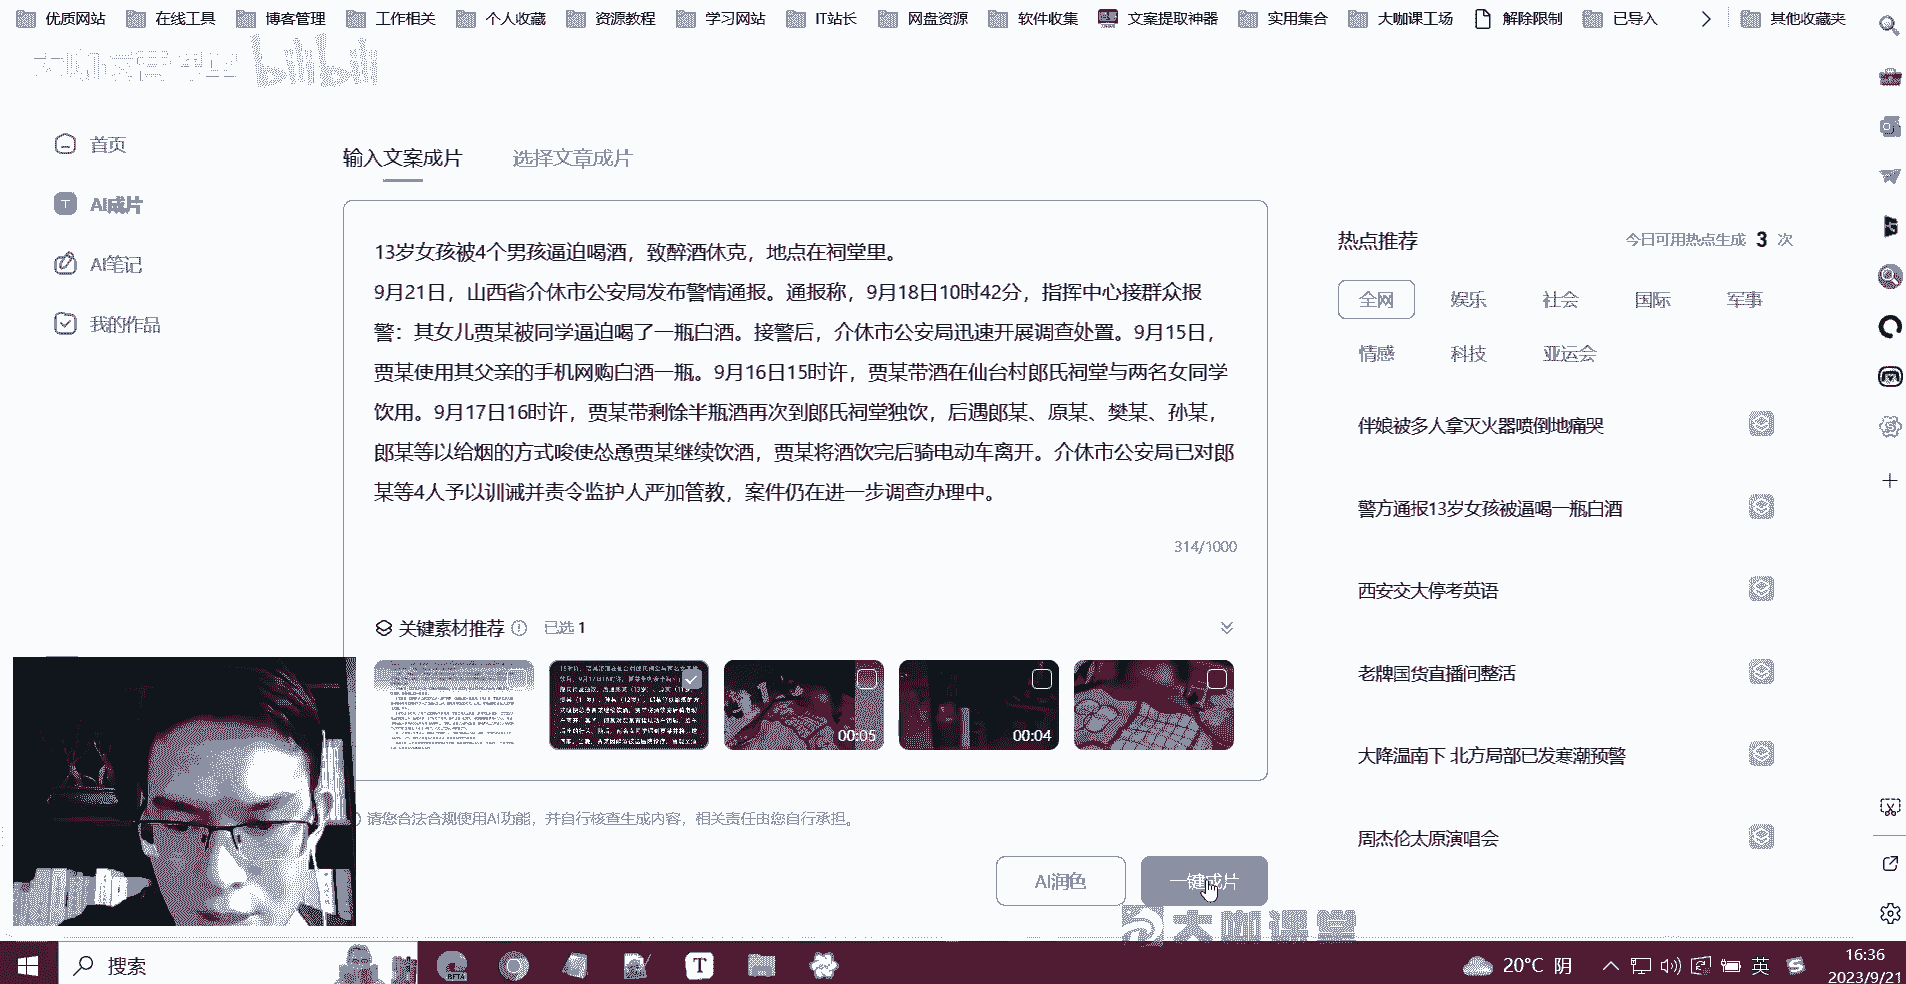 优质网站 在线工具 博客管理 工作相关 个人收藏 资源教程 学习网站 IT站长 网盘资源 软件收集 文案提取神器 实用集合 大咖课工场 解除限制 已导入 其他收藏夹
bilibili
首页
AI成片
AI笔记
我的作品
输入文案成片 选择文章成片
13岁女孩被4个男孩逼迫喝酒，致醉酒休克，地点在祠堂里。
9月21日，山西省介休市公安局发布警情通报。通报称，9月18日10时42分，指挥中心接群众报
警：其女儿贾某被同学逼迫喝了一瓶白酒。接警后，介休市公安局迅速开展调查处置。9月15日，
贾某使用其父亲的手机网购白酒一瓶。9月16日15时许，贾某带酒在仙台村郎氏祠堂与两名女同学
饮用。9月17日16时许，贾某带剩馀半瓶酒再次到郎氏祠堂独饮，后遇郎某、原某、樊某、孙某，
郎某等以给烟的方式唆使怂恿贾某继续饮酒，贾某将酒饮完后骑电动车离开。介休市公安局已对郎
某等4人予以训诫并责令监护人严加管教，案件仍在进一步调查办理中。
314/1000
关键素材推荐 已选 1
00:05
00:04
请您合法合规使用AI功能，并自行核查生成内容，相关责任由您自行承担。
AI润色 一键成片
热点推荐 今日可用热点生成 3 次
全网 娱乐 社会 国际 军事
情感 科技 亚运会
伴娘被多人拿灭火器喷倒地痛哭
警方通报13岁女孩被逼喝一瓶白酒
西安交大停考英语
老牌国货直播间整活
大降温南下 北方局部已发寒潮预警
周杰伦太原演唱会
大咖课堂
搜索
BETA
T
20°C 阴
英
16:36
2023/9/21